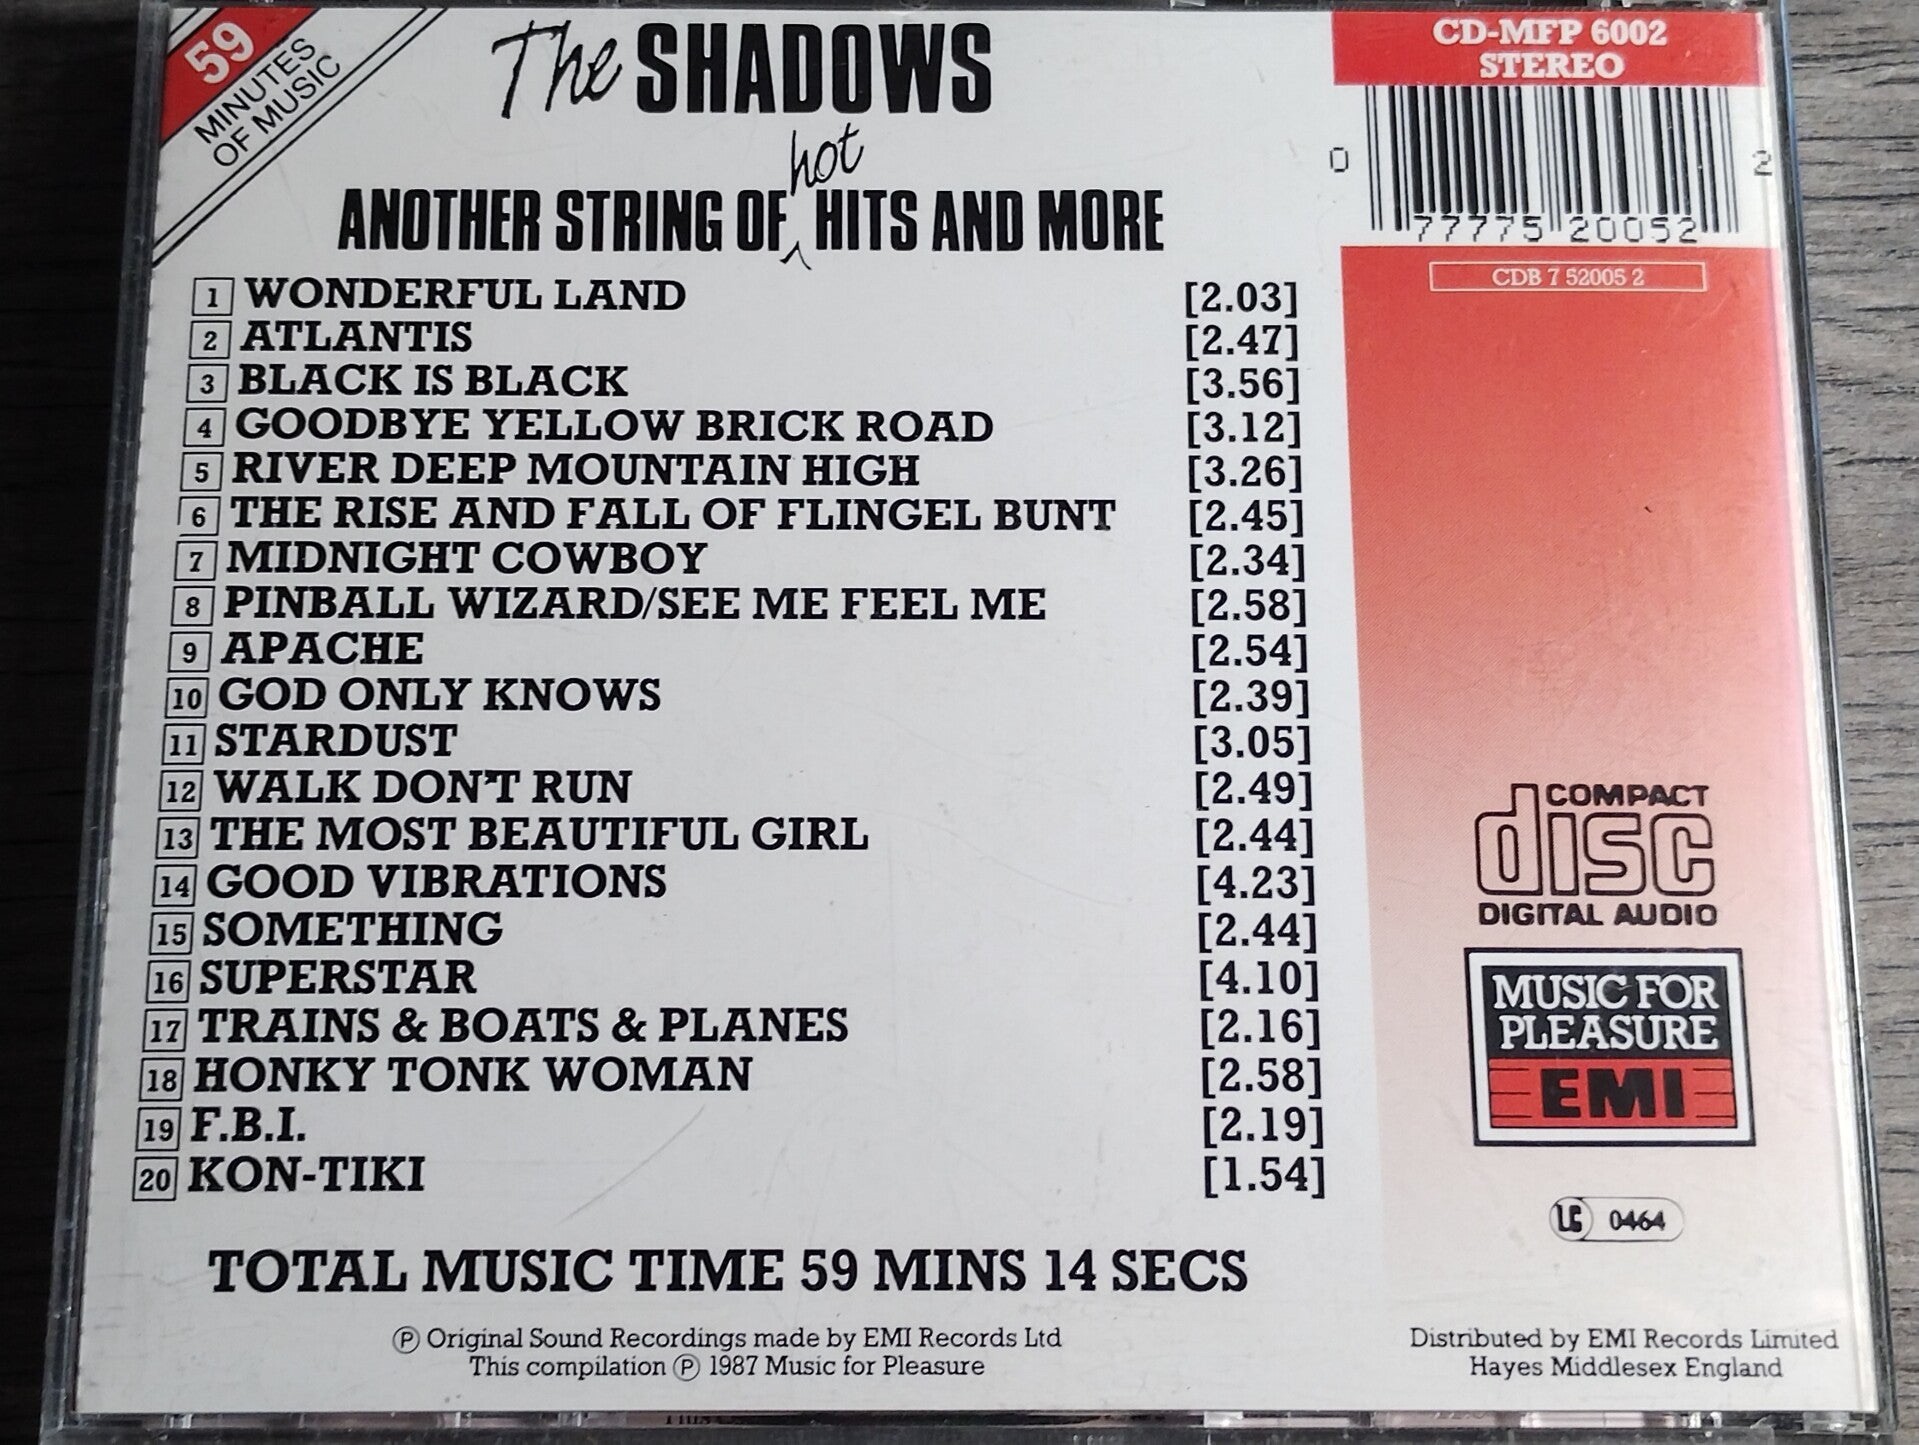 59
MINUTES
OF MUSIC
The SHADOWS
hot
ANOTHER STRING OF HITS AND MORE
CD-MFP 6002
STEREO
0 77775 20052 2
CDB 7 52005 2
1 WONDERFUL LAND [2.03]
2 ATLANTIS [2.47]
3 BLACK IS BLACK [3.56]
4 GOODBYE YELLOW BRICK ROAD [3.12]
5 RIVER DEEP MOUNTAIN HIGH [3.26]
6 THE RISE AND FALL OF FLINGEL BUNT [2.45]
7 MIDNIGHT COWBOY [2.34]
8 PINBALL WIZARD/SEE ME FEEL ME [2.58]
9 APACHE [2.54]
10 GOD ONLY KNOWS [2.39]
11 STARDUST [3.05]
12 WALK DON'T RUN [2.49]
13 THE MOST BEAUTIFUL GIRL [2.44]
14 GOOD VIBRATIONS [4.23]
15 SOMETHING [2.44]
16 SUPERSTAR [4.10]
17 TRAINS & BOATS & PLANES [2.16]
18 HONKY TONK WOMAN [2.58]
19 F.B.I. [2.19]
20 KON-TIKI [1.54]
TOTAL MUSIC TIME 59 MINS 14 SECS
COMPACT
disc
DIGITAL AUDIO
MUSIC FOR
PLEASURE
EMI
LC 0464
Ⓟ Original Sound Recordings made by EMI Records Ltd
This compilation Ⓟ 1987 Music for Pleasure
Distributed by EMI Records Limited
Hayes Middlesex England